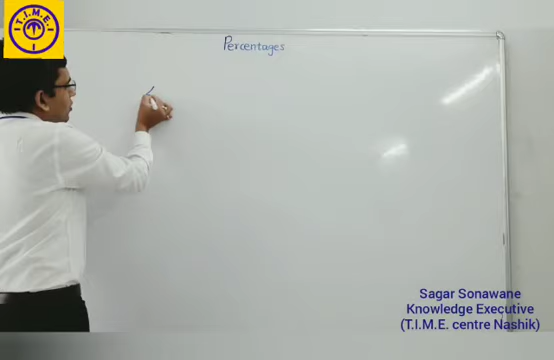 T.I.M.E.
Percentages
Sagar Sonawane
Knowledge Executive
(T.I.M.E. centre Nashik)